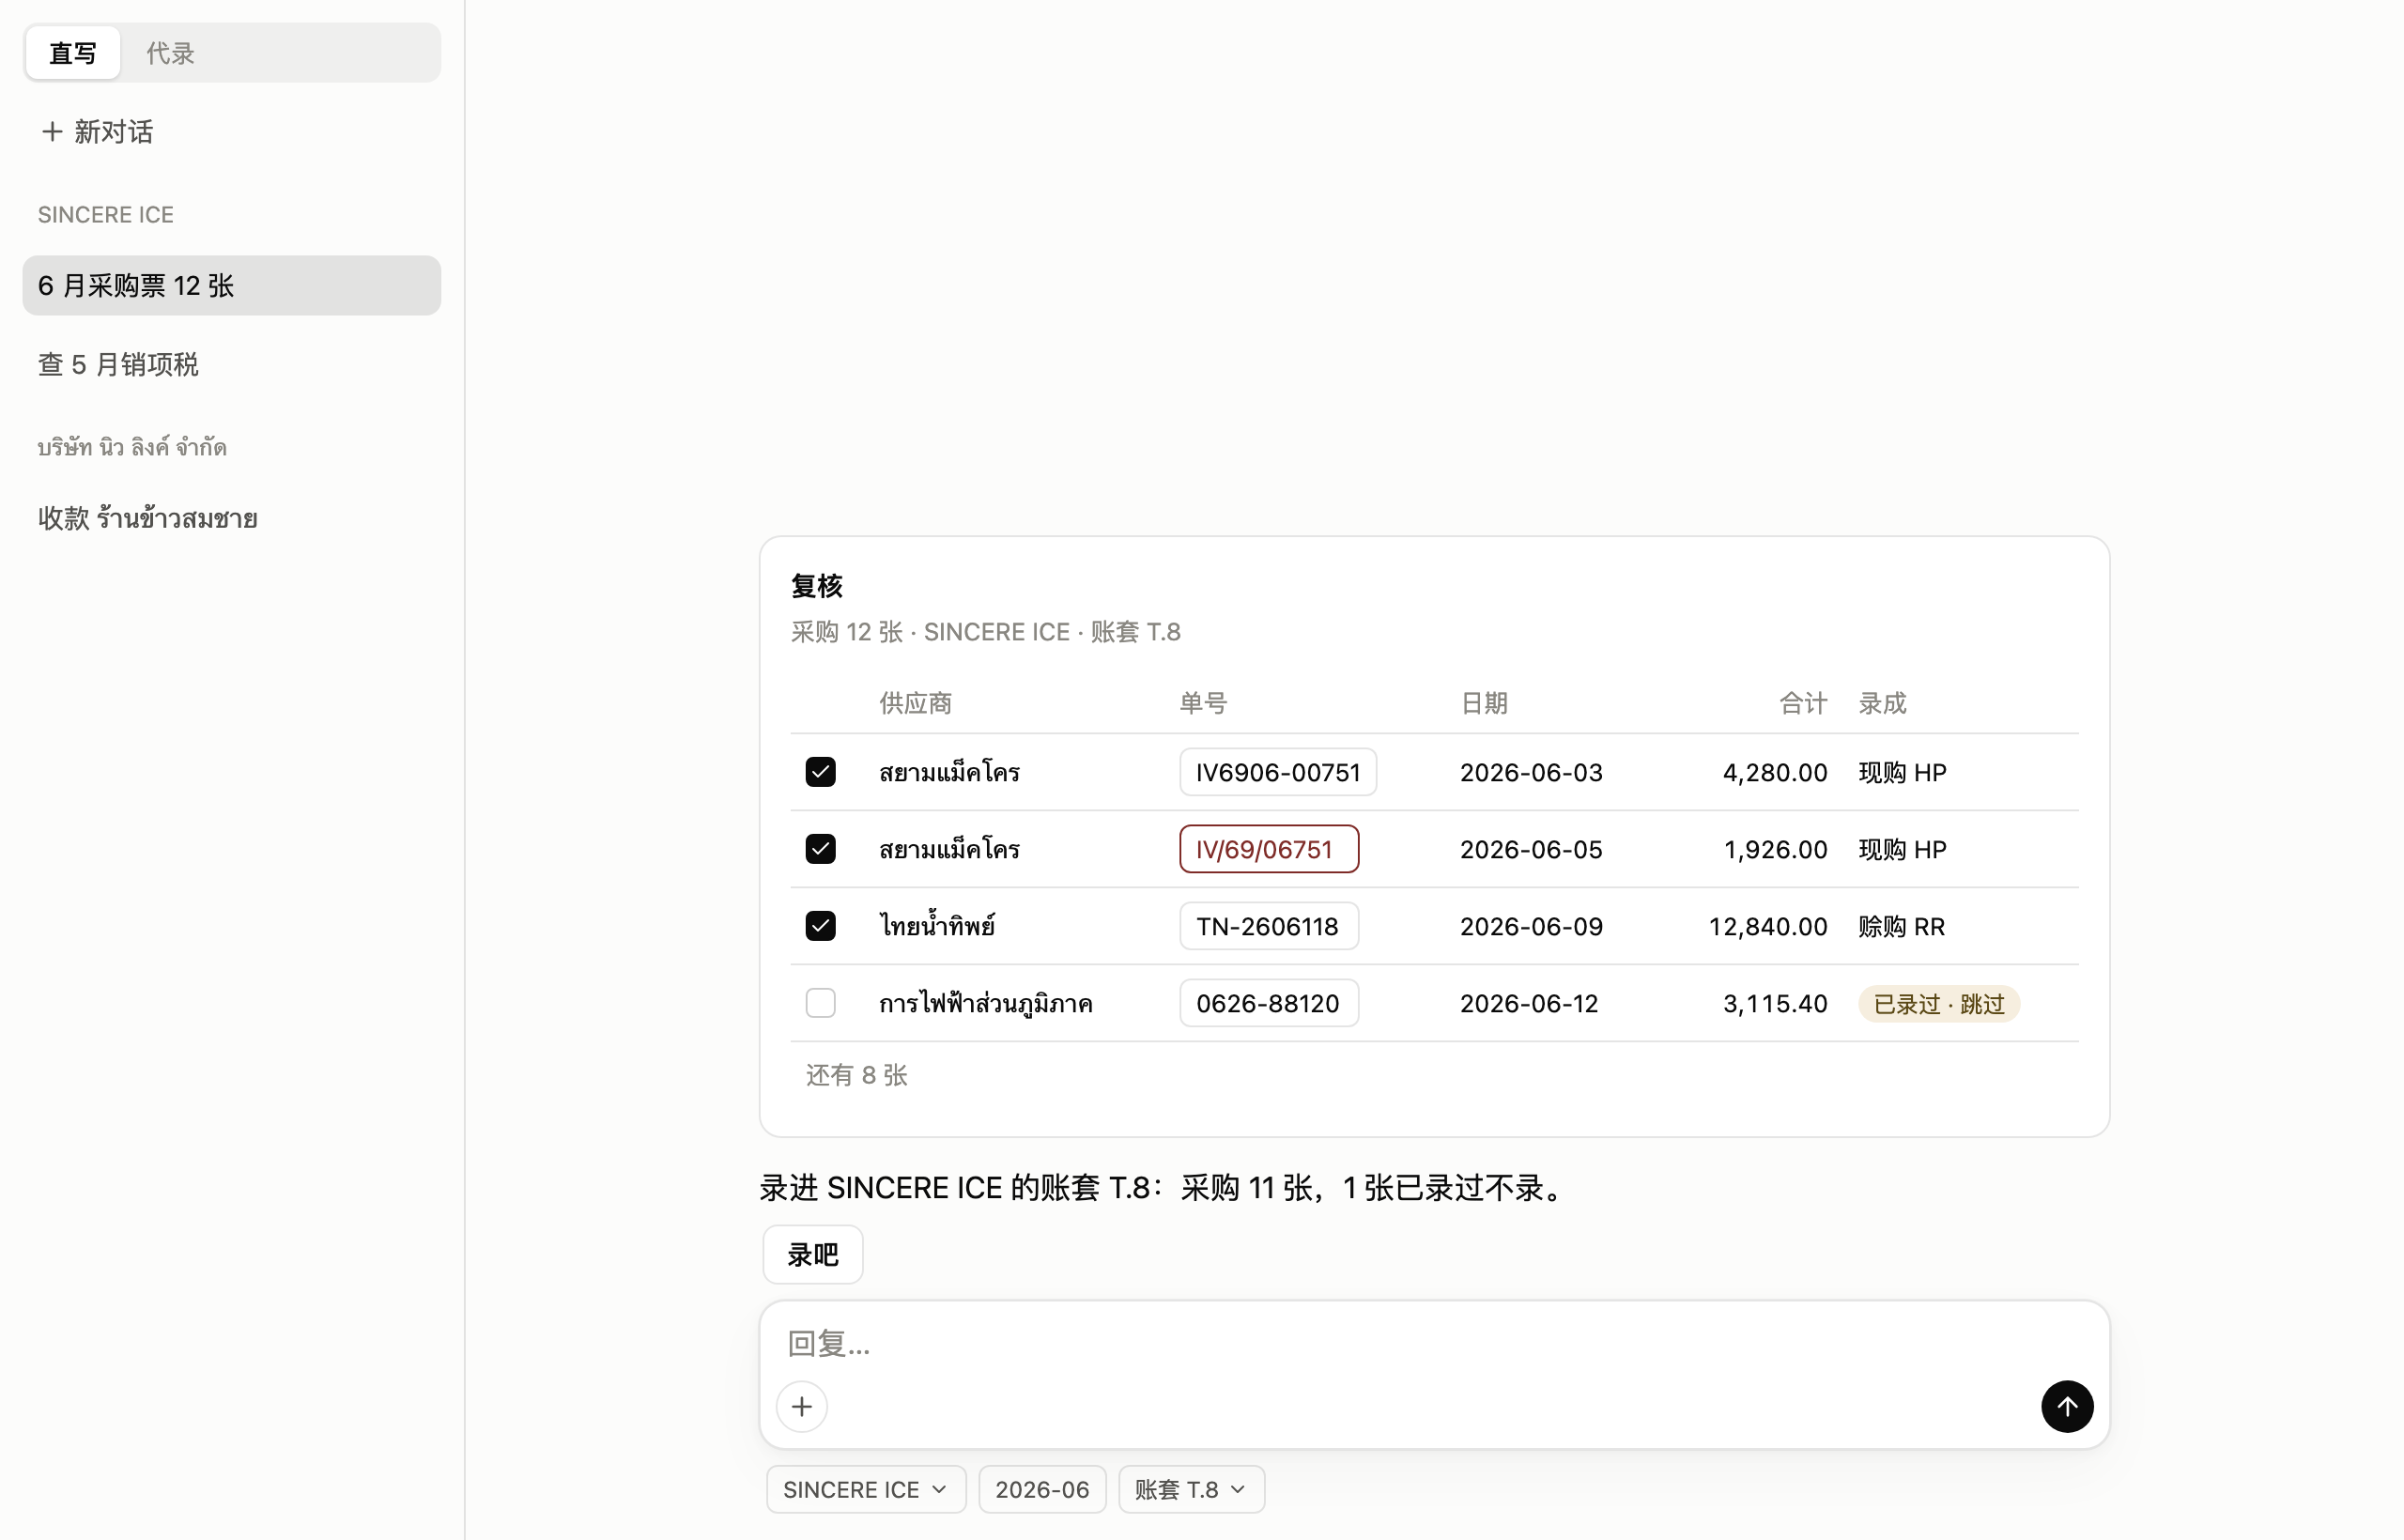 直写 代录
新对话
SINCERE ICE
6 月采购票 12 张
查 5 月销项税
บริษัท นิว ลิงค์ จำกัด
收款 ร้านข้าวสมชาย
复核
采购 12 张 · SINCERE ICE · 账套 T.8
供应商 单号 日期 合计 录成
สยามแม็คโคร IV6906-00751 2026-06-03 4,280.00 现购 HP
สยามแม็คโคร IV/69/06751 2026-06-05 1,926.00 现购 HP
ไทยน้ำทิพย์ TN-2606118 2026-06-09 12,840.00 赊购 RR
การไฟฟ้าส่วนภูมิภาค 0626-88120 2026-06-12 3,115.40 已录过 · 跳过
还有 8 张
录进 SINCERE ICE 的账套 T.8：采购 11 张，1 张已录过不录。
录吧
回复...
SINCERE ICE 2026-06 账套 T.8